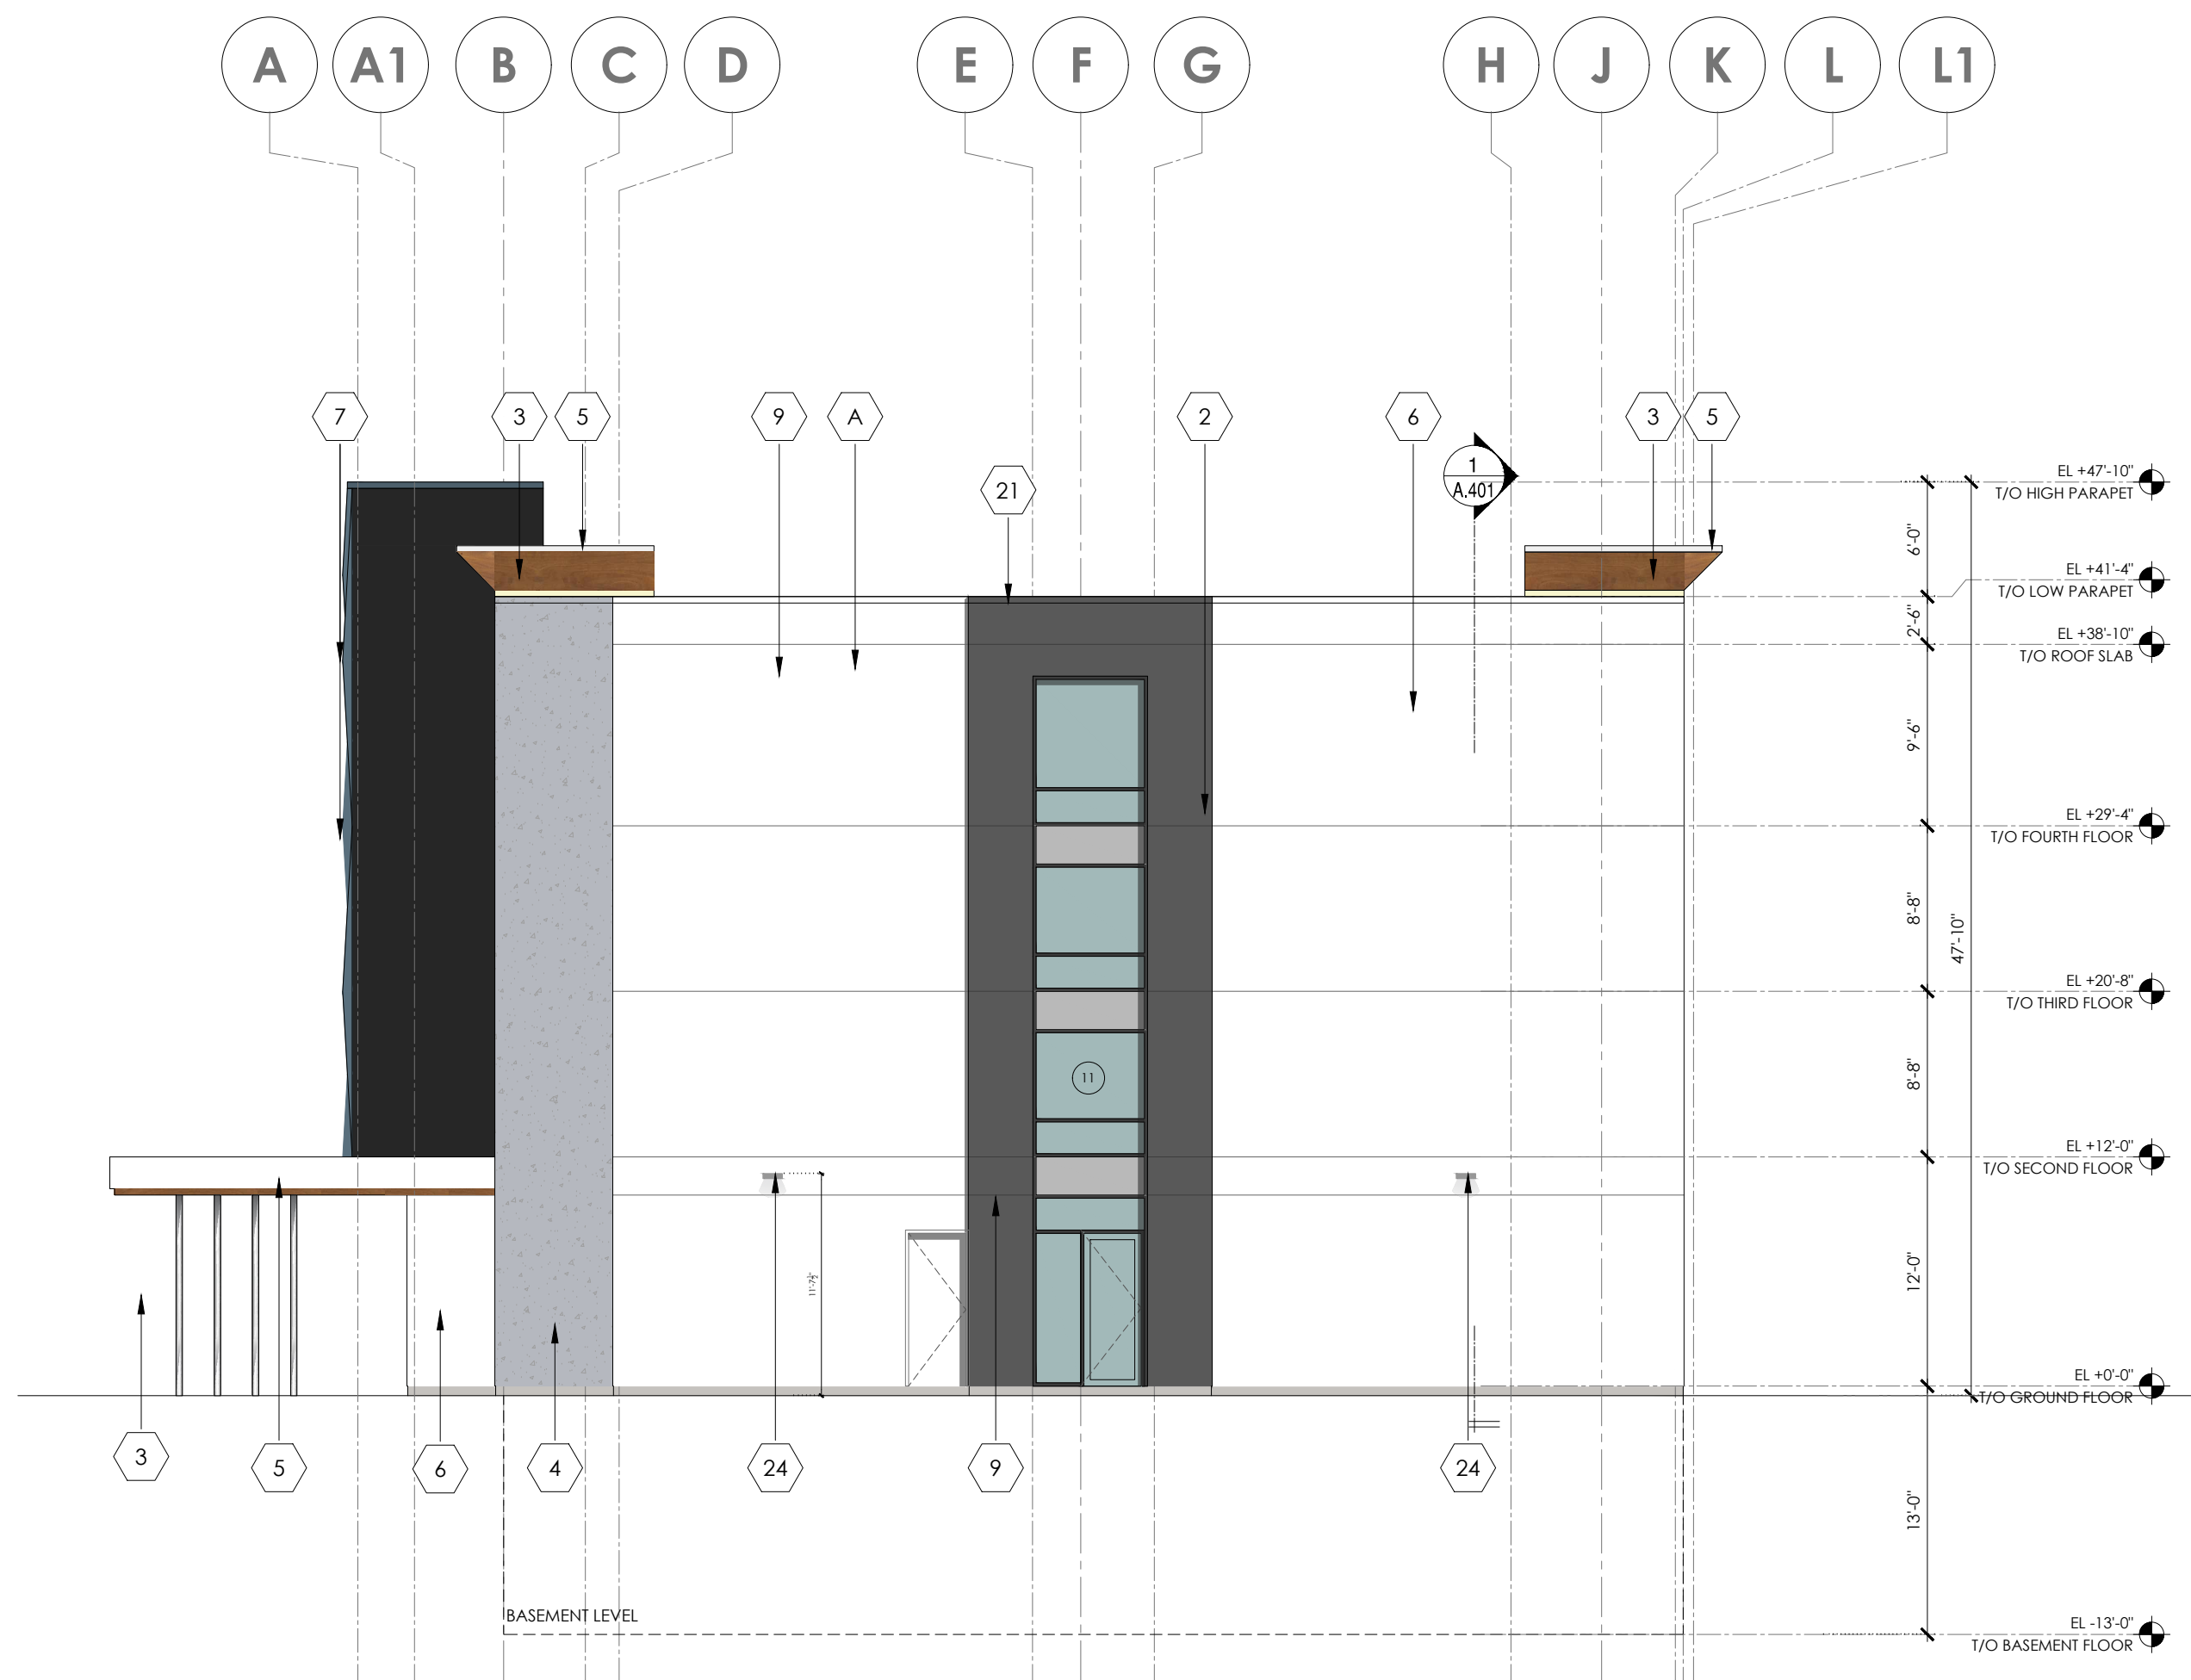 A A1 B C D E F G H J K L L1
7 3 5 9 A 2 6 3 5
21
1
A.401
EL +47'-10"
T/O HIGH PARAPET
6'-0"
EL +41'-4"
T/O LOW PARAPET
2'-6"
EL +38'-10"
T/O ROOF SLAB
9'-6"
EL +29'-4"
T/O FOURTH FLOOR
8'-8"
47'-10"
EL +20'-8"
T/O THIRD FLOOR
8'-8"
11
EL +12'-0"
T/O SECOND FLOOR
11'-7½"
12'-0"
EL +0'-0"
T/O GROUND FLOOR
3 5 6 4 24 9 24
13'-0"
BASEMENT LEVEL
EL -13'-0"
T/O BASEMENT FLOOR